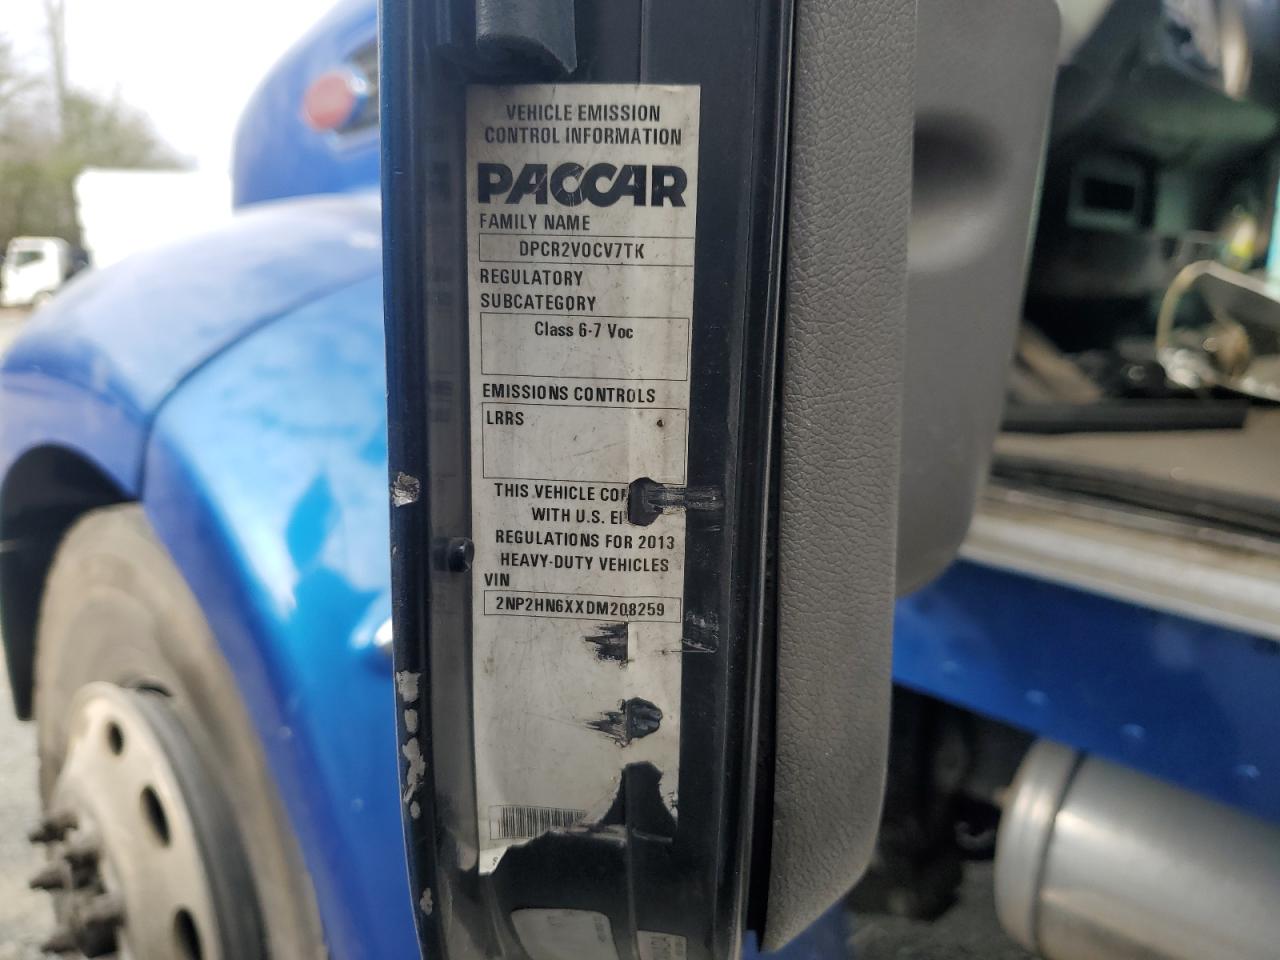 VEHICLE EMISSION
CONTROL INFORMATION
PACCAR
FAMILY NAME
DPCR2VOCV7TK
REGULATORY
SUBCATEGORY
Class 6-7 Voc
EMISSIONS CONTROLS
LRRS
THIS VEHICLE
WITH U.S.
REGULATIONS FOR 2013
HEAVY-DUTY VEHICLES
VIN
2NP2HN6XXDM208259